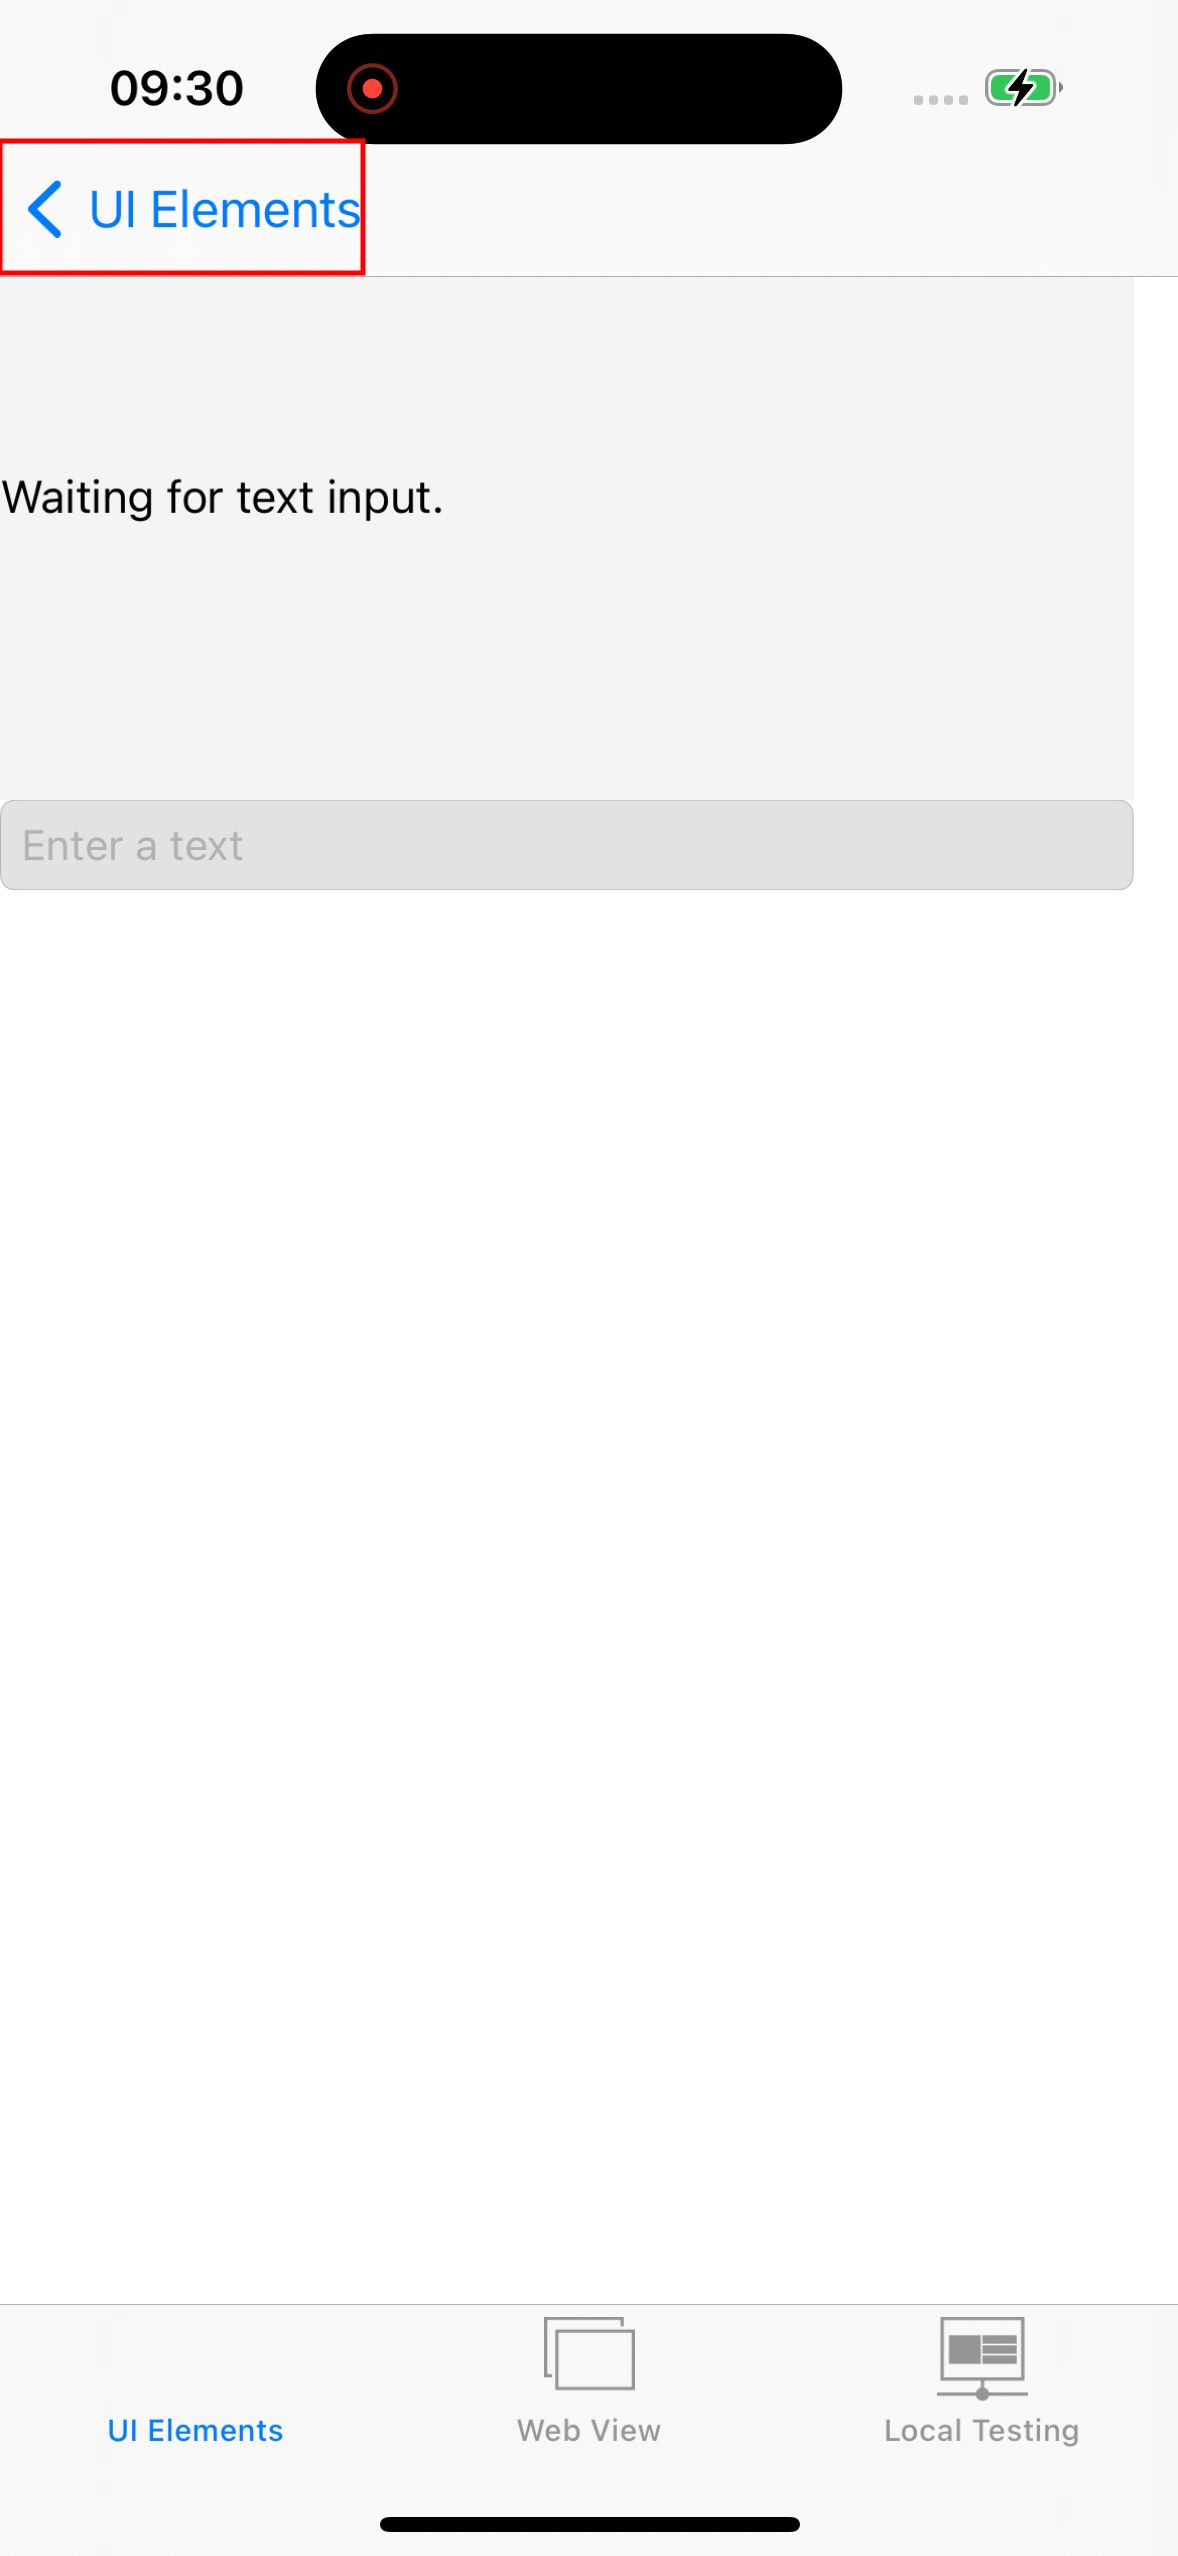 09:30
UI Elements
Waiting for text input.
Enter a text
UI Elements
Web View
Local Testing